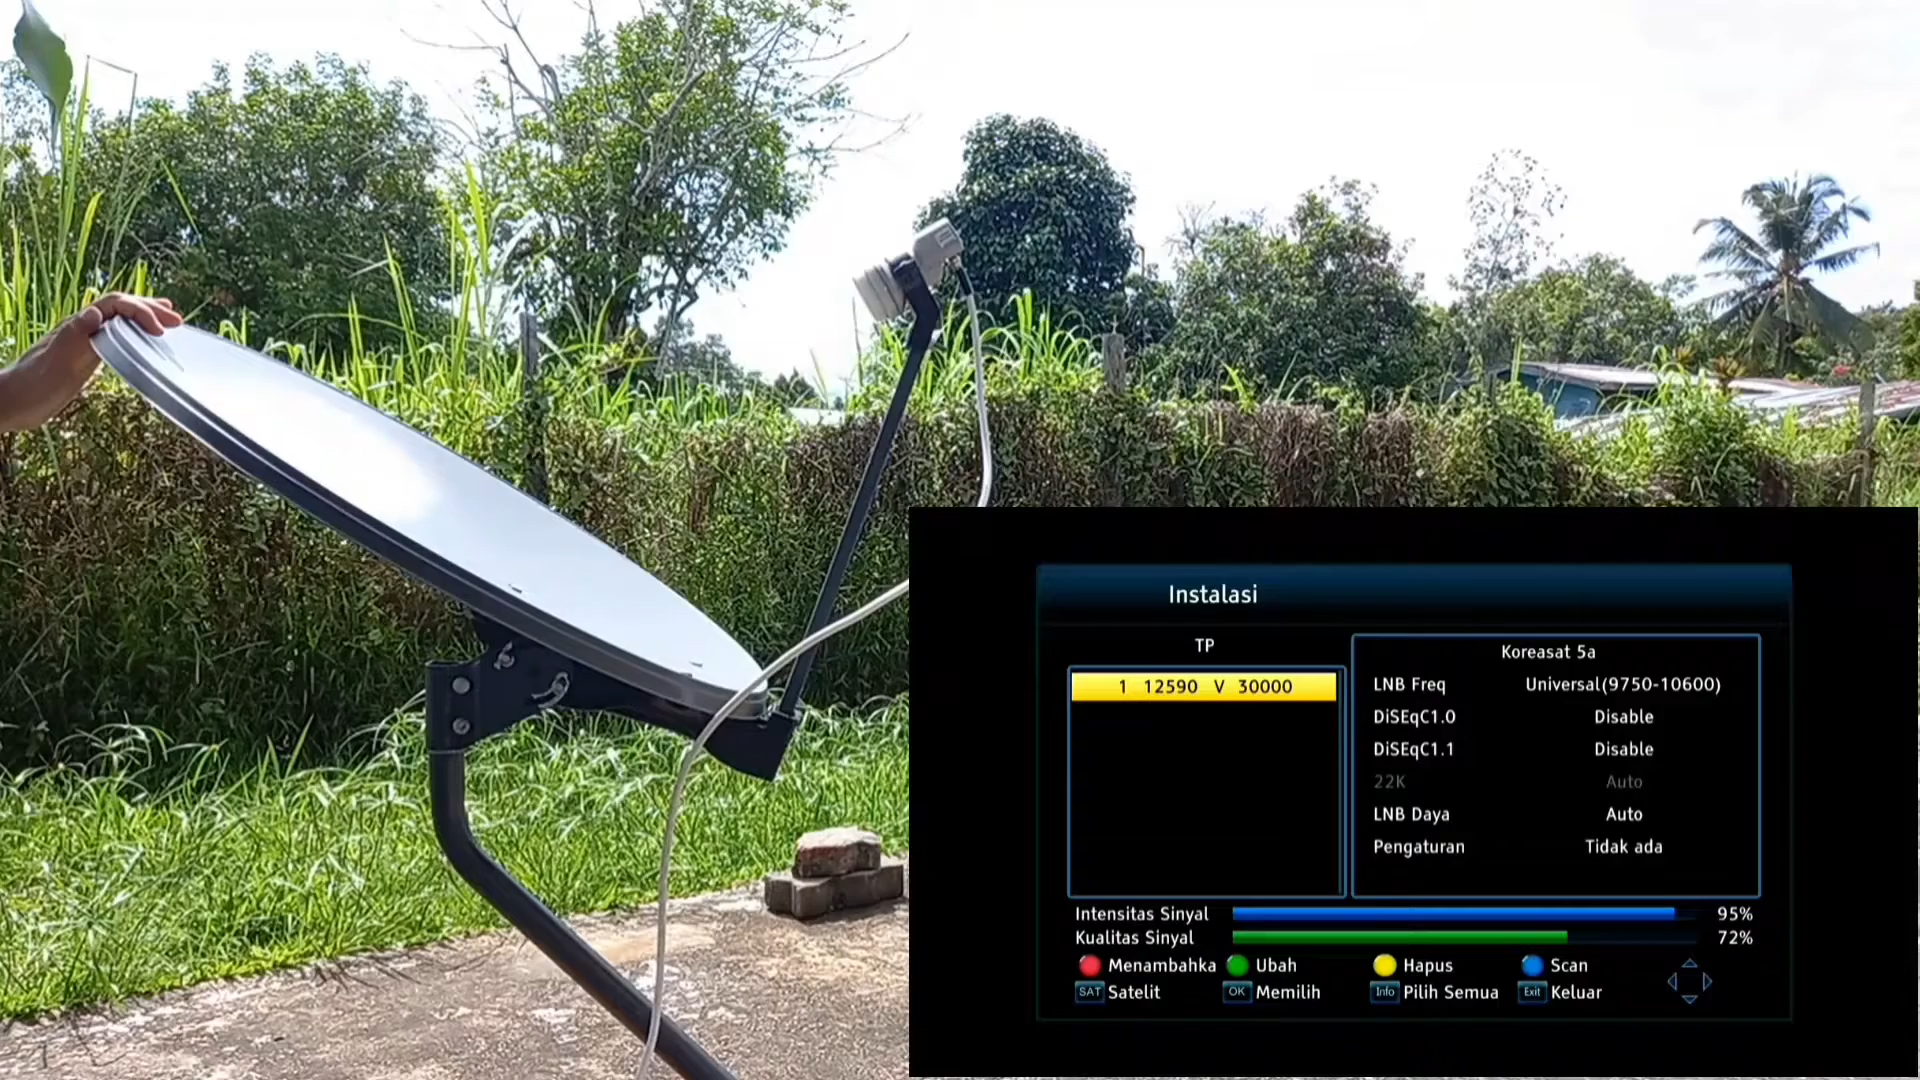 Instalasi
TP
1 12590 V 30000
Koreasat 5a
LNB Freq Universal(9750-10600)
DiSEqC1.0 Disable
DiSEqC1.1 Disable
22K Auto
LNB Daya Auto
Pengaturan Tidak ada
Intensitas Sinyal 95%
Kualitas Sinyal 72%
Menambahka Ubah Hapus Scan
SAT Satelit OK Memilih Info Pilih Semua Exit Keluar